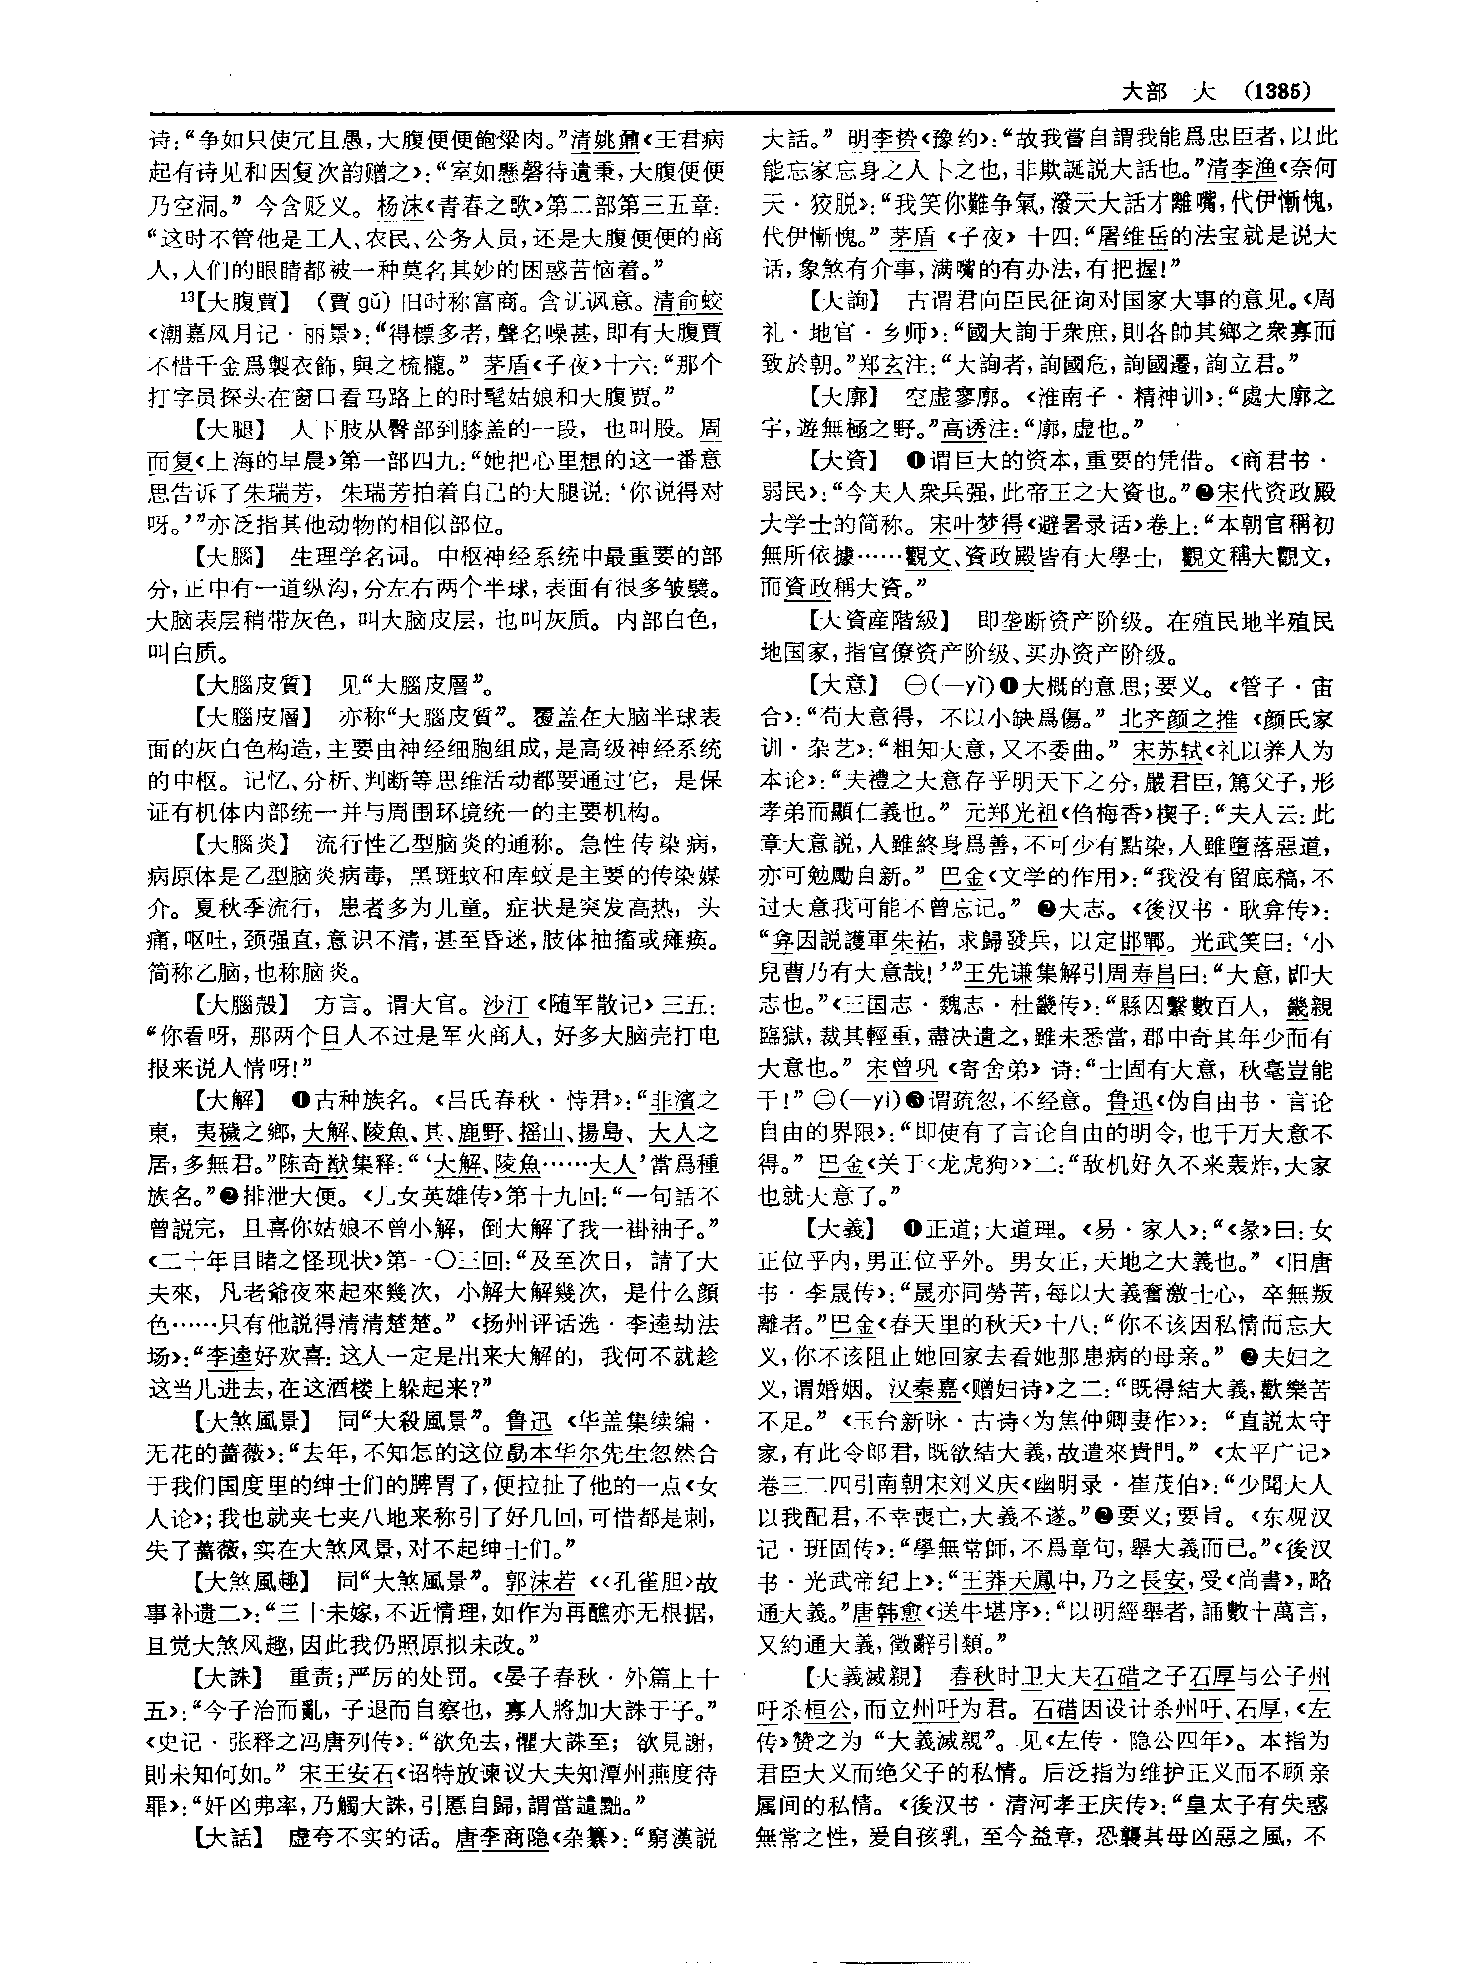 大部　大　(1385)
诗：“争如只使冗且愚，大腹便便飽粱肉。”清姚鼐《王君病
起有诗见和因复次韵赠之》：“室如懸磬待遺秉，大腹便便
乃空洞。” 今含贬义。 杨沫《青春之歌》第二部第三五章：
“这时不管他是工人、农民、公务人员，还是大腹便便的商
人，人们的眼睛都被一种莫名其妙的困惑苦恼着。”
13【大腹賈】 （賈 gǔ） 旧时称富商。含讥讽意。清俞蛟
《潮嘉风月记·丽景》：“得標多者，聲名噪甚，即有大腹賈
不惜千金爲製衣飾，與之梳櫳。” 茅盾《子夜》十六：“那个
打字员探头在窗口看马路上的时髦姑娘和大腹贾。”
【大腿】 人下肢从臀部到膝盖的一段，也叫股。周
而复《上海的早晨》第一部四九：“她把心里想的这一番意
思告诉了朱瑞芳，朱瑞芳拍着自己的大腿说：‘你说得对
呀。’”亦泛指其他动物的相似部位。
【大腦】 生理学名词。中枢神经系统中最重要的部
分，正中有一道纵沟，分左右两个半球，表面有很多皱襞。
大脑表层稍带灰色，叫大脑皮层，也叫灰质。内部白色，
叫白质。
【大腦皮質】 见“大腦皮層”。
【大腦皮層】 亦称“大腦皮質”。覆盖在大脑半球表
面的灰白色构造，主要由神经细胞组成，是高级神经系统
的中枢。记忆、分析、判断等思维活动都要通过它，是保
证有机体内部统一并与周围环境统一的主要机构。
【大腦炎】 流行性乙型脑炎的通称。急性传染病，
病原体是乙型脑炎病毒，黑斑蚊和库蚊是主要的传染媒
介。夏秋季流行，患者多为儿童。症状是突发高热，头
痛，呕吐，颈强直，意识不清，甚至昏迷，肢体抽搐或瘫痪。
简称乙脑，也称脑炎。
【大腦殼】 方言。谓大官。沙汀《随军散记》三五：
“你看呀，那两个日人不过是军火商人，好多大脑壳打电
报来说人情呀！”
【大解】 ❶古种族名。《吕氏春秋·恃君》：“非濱之
東，夷穢之鄉，大解、陵魚、其、鹿野、摇山、揚島、大人之
居，多無君。”陈奇猷集释：“‘大解、陵魚……大人’當爲種
族名。”❷排泄大便。《儿女英雄传》第十九回：“一句話不
曾説完，且喜你姑娘不曾小解，倒大解了我一褂袖子。”
《二十年目睹之怪现状》第一〇三回：“及至次日，請了大
夫來，凡老爺夜來起來幾次，小解大解幾次，是什么顔
色……只有他説得清清楚楚。”《扬州评话选·李逵劫法
场》：“李逵好欢喜：这人一定是出来大解的，我何不就趁
这当儿进去，在这酒楼上躲起来？”
【大煞風景】 同“大殺風景”。鲁迅《华盖集续编·
无花的蔷薇》：“去年，不知怎的这位勗本华尔先生忽然合
于我们国度里的绅士们的脾胃了，便拉扯了他的一点《女
人论》；我也就夹七夹八地来称引了好几回，可惜都是刺，
失了蔷薇，实在大煞风景，对不起绅士们。”
【大煞風趣】 同“大煞風景”。郭沫若《〈孔雀胆〉故
事补遗二》：“三十未嫁，不近情理，如作为再醮亦无根据，
且觉大煞风趣，因此我仍照原拟未改。”
【大誅】 重责；严厉的处罚。《晏子春秋·外篇上十
五》：“今子治而亂，子退而自察也，寡人將加大誅于子。”
《史记·张释之冯唐列传》：“欲免去，懼大誅至；欲見謝，
則未知何如。” 宋王安石《诏特放谏议大夫知潭州燕度待
罪》：“奸凶弗率，乃觸大誅，引慝自歸，謂當譴黜。”
【大話】 虚夸不实的话。唐李商隐《杂纂》：“窮漢説
大話。” 明李贽《豫约》：“故我嘗自謂我能爲忠臣者，以此
能忘家忘身之人卜之也，非欺誕説大話也。”清李渔《奈何
天·狡脱》：“我笑你難争氣，潑天大話才離嘴，代伊慚愧，
代伊慚愧。” 茅盾《子夜》十四：“屠维岳的法宝就是说大
话，象煞有介事，满嘴的有办法，有把握！”
【大詢】 古谓君向臣民征询对国家大事的意见。《周
礼·地官·乡师》：“國大詢于衆庶，則各帥其鄉之衆寡而
致於朝。”郑玄注：“大詢者，詢國危，詢國遷，詢立君。”
【大廓】 空虚寥廓。《淮南子·精神训》：“處大廓之
宇，遊無極之野。”高诱注：“廓，虚也。”
【大資】 ❶谓巨大的资本，重要的凭借。《商君书·
弱民》：“今夫人衆兵强，此帝王之大資也。”❷宋代资政殿
大学士的简称。宋叶梦得《避暑录话》卷上：“本朝官稱初
無所依據……觀文、資政殿皆有大學士，觀文稱大觀文，
而資政稱大资。”
【大資産階級】 即垄断资产阶级。在殖民地半殖民
地国家，指官僚资产阶级、买办资产阶级。
【大意】 ㊀（—yì）❶大概的意思；要义。《管子·宙
合》：“苟大意得，不以小缺爲傷。” 北齐颜之推《颜氏家
训·杂艺》：“粗知大意，又不委曲。” 宋苏轼《礼以养人为
本论》：“夫禮之大意存乎明天下之分，嚴君臣，篤父子，形
孝弟而顯仁義也。” 元郑光祖《㑇梅香》楔子：“夫人云：此
章大意説，人雖終身爲善，不可少有點染，人雖墮落惡道，
亦可勉勵自新。” 巴金《文学的作用》：“我没有留底稿，不
过大意我可能不曾忘记。” ❷大志。《後汉书·耿弇传》：
“弇因説護軍朱祐，求歸發兵，以定邯鄲。光武笑曰：‘小
兒曹乃有大意哉！’”王先谦集解引周寿昌曰：“大意，即大
志也。”《三国志·魏志·杜畿传》：“縣囚繫數百人，畿親
臨獄，裁其輕重，盡决遣之，雖未悉當，郡中奇其年少而有
大意也。” 宋曾巩《寄舍弟》诗：“士固有大意，秋毫豈能
干！”㊁（—yi）❸谓疏忽，不经意。鲁迅《伪自由书·言论
自由的界限》：“即使有了言论自由的明令，也千万大意不
得。” 巴金《关于〈龙虎狗〉》二：“敌机好久不来轰炸，大家
也就大意了。”
【大義】 ❶正道；大道理。《易·家人》：“《彖》曰：女
正位乎内，男正位乎外。男女正，天地之大義也。”《旧唐
书·李晟传》：“晟亦同勞苦，每以大義奮激士心，卒無叛
離者。”巴金《春天里的秋天》十八：“你不该因私情而忘大
义，你不该阻止她回家去看她那患病的母亲。” ❷夫妇之
义，谓婚姻。汉秦嘉《赠妇诗》之二：“既得結大義，歡樂苦
不足。”《玉台新咏·古诗〈为焦仲卿妻作〉》：“直説太守
家，有此令郎君，既欲結大義，故遣來貴門。”《太平广记》
卷三二四引南朝宋刘义庆《幽明录·崔茂伯》：“少聞大人
以我配君，不幸喪亡，大義不遂。”❷要义；要旨。《东观汉
记·班固传》：“學無常師，不爲章句，舉大義而已。”《後汉
书·光武帝纪上》：“王莽天鳳中，乃之長安，受《尚書》，略
通大義。”唐韩愈《送牛堪序》：“以明經舉者，誦數十萬言，
又約通大義，徵辭引類。”
【大義滅親】 春秋时卫大夫石碏之子石厚与公子州
吁杀桓公，而立州吁为君。石碏因设计杀州吁、石厚，《左
传》赞之为“大義滅親”。见《左传·隐公四年》。本指为
君臣大义而绝父子的私情。后泛指为维护正义而不顾亲
属间的私情。《後汉书·清河孝王庆传》：“皇太子有失惑
無常之性，爰自孩乳，至今益章，恐襲其母凶惡之風，不